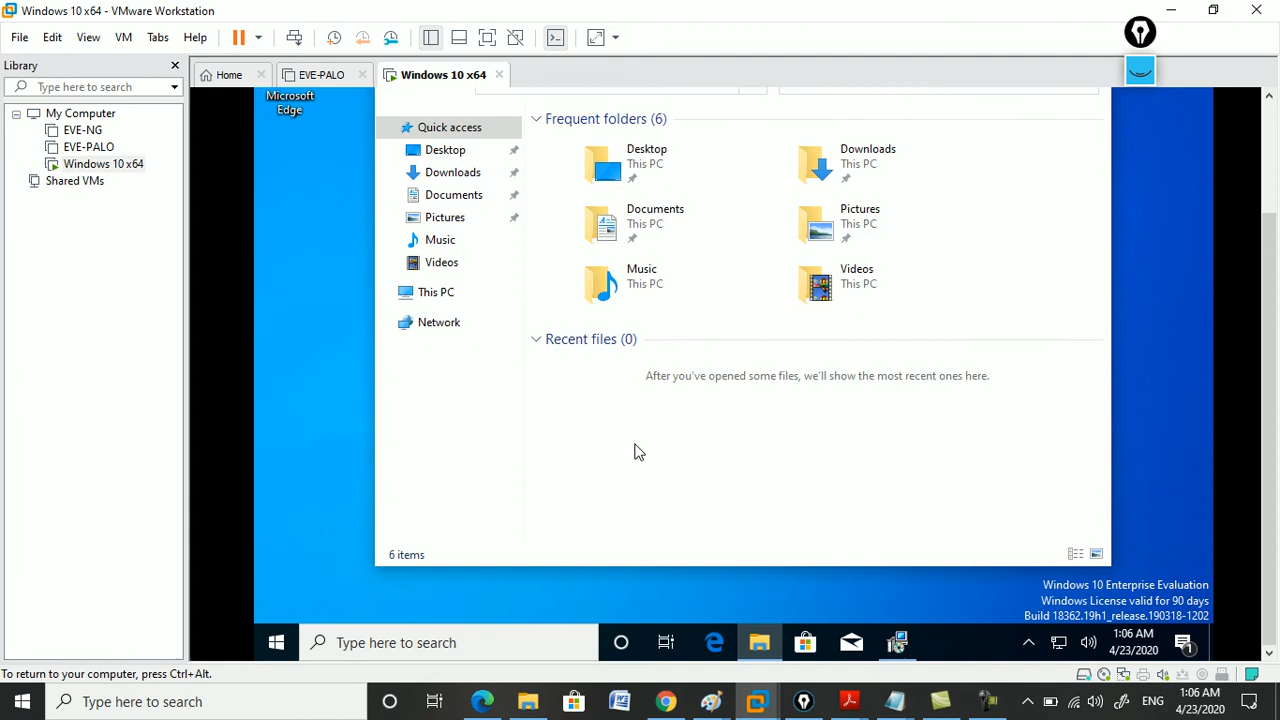 Windows 10 x64 - VMware Workstation
File Edit View VM Tabs Help
Library
Type here to search
My Computer
EVE-NG
EVE-PALO
Windows 10 x64
Shared VMs
Home
EVE-PALO
Windows 10 x64
Microsoft
Edge
Quick access
Desktop
Downloads
Documents
Pictures
Music
Videos
This PC
Network
Frequent folders (6)
Desktop
This PC
Downloads
This PC
Documents
This PC
Pictures
This PC
Music
This PC
Videos
This PC
Recent files (0)
After you've opened some files, we'll show the most recent ones here.
6 items
Windows 10 Enterprise Evaluation
Windows License valid for 90 days
Build 18362.19h1_release.190318-1202
Type here to search
1:06 AM
4/23/2020
1
To return to your computer, press Ctrl+Alt.
Type here to search
ENG
1:06 AM
4/23/2020